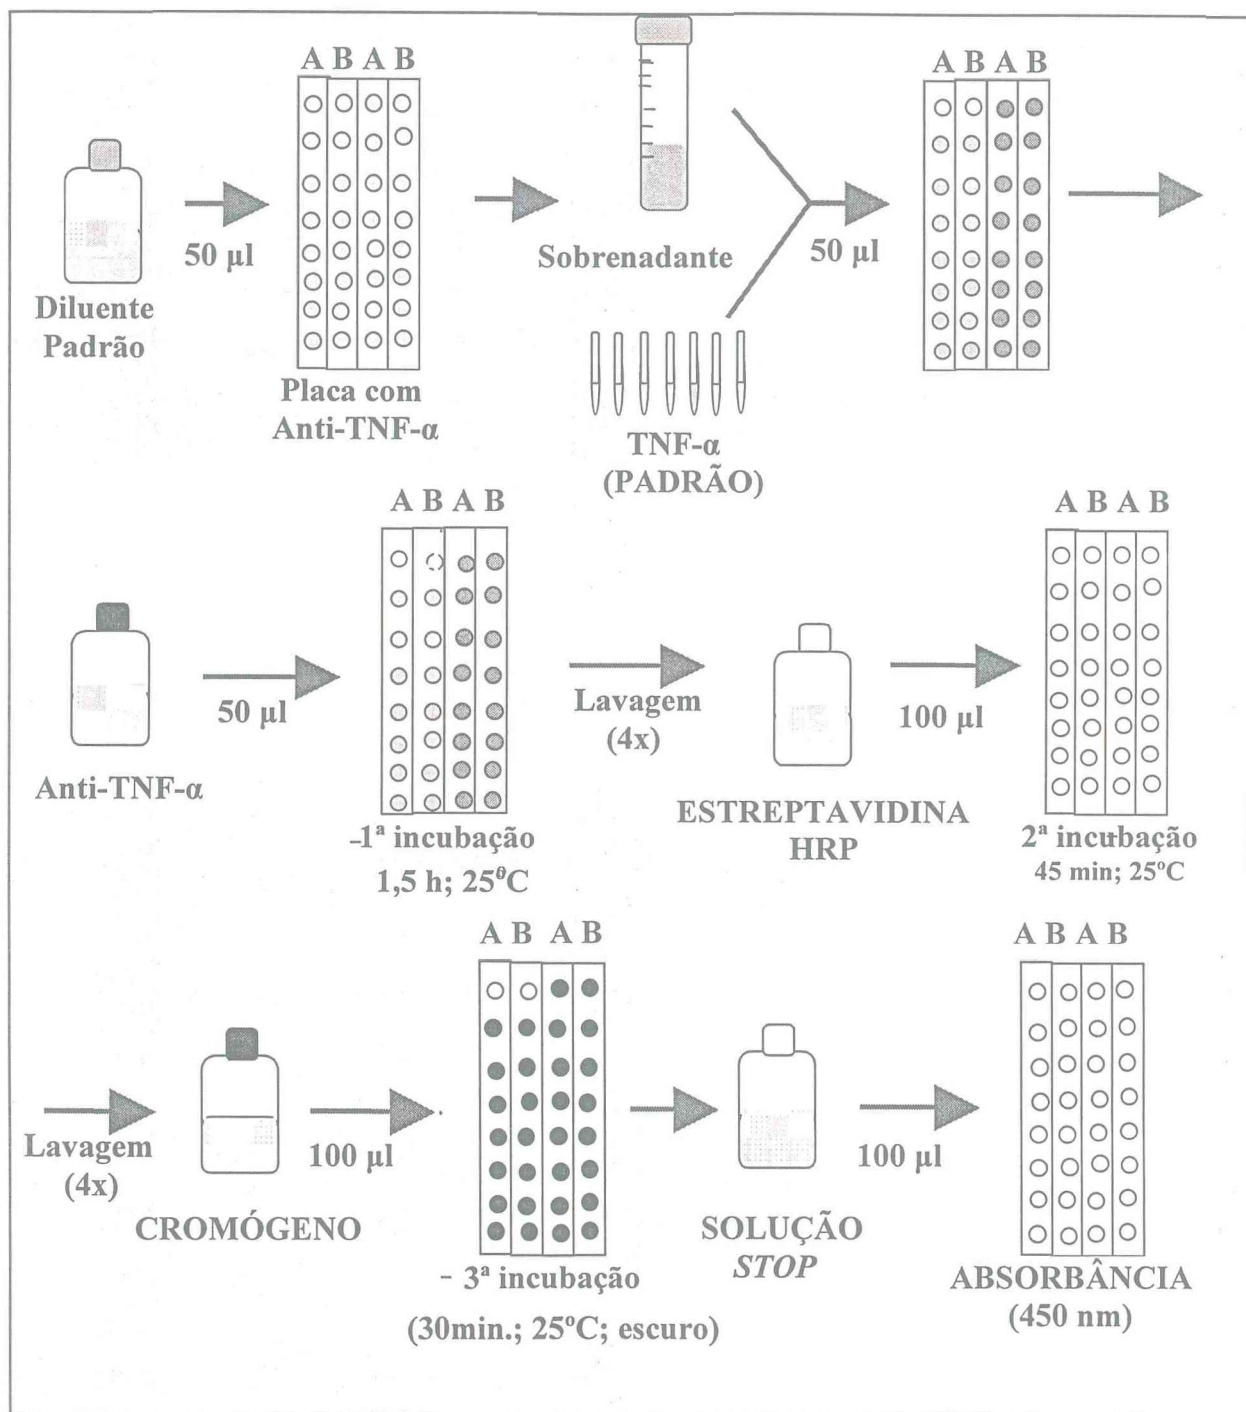 A B A B
A B A B
50 µl
Diluente
Padrão
Placa com
Anti-TNF-α
Sobrenadante
50 µl
TNF-α
(PADRÃO)
A B A B
A B A B
Anti-TNF-α
50 µl
-1ª incubação
1,5 h; 25ºC
Lavagem
(4x)
ESTREPTAVIDINA
HRP
100 µl
2ª incubação
45 min; 25ºC
A B A B
A B A B
Lavagem
(4x)
CROMÓGENO
100 µl
- 3ª incubação
(30min.; 25ºC; escuro)
SOLUÇÃO
STOP
100 µl
ABSORBÂNCIA
(450 nm)